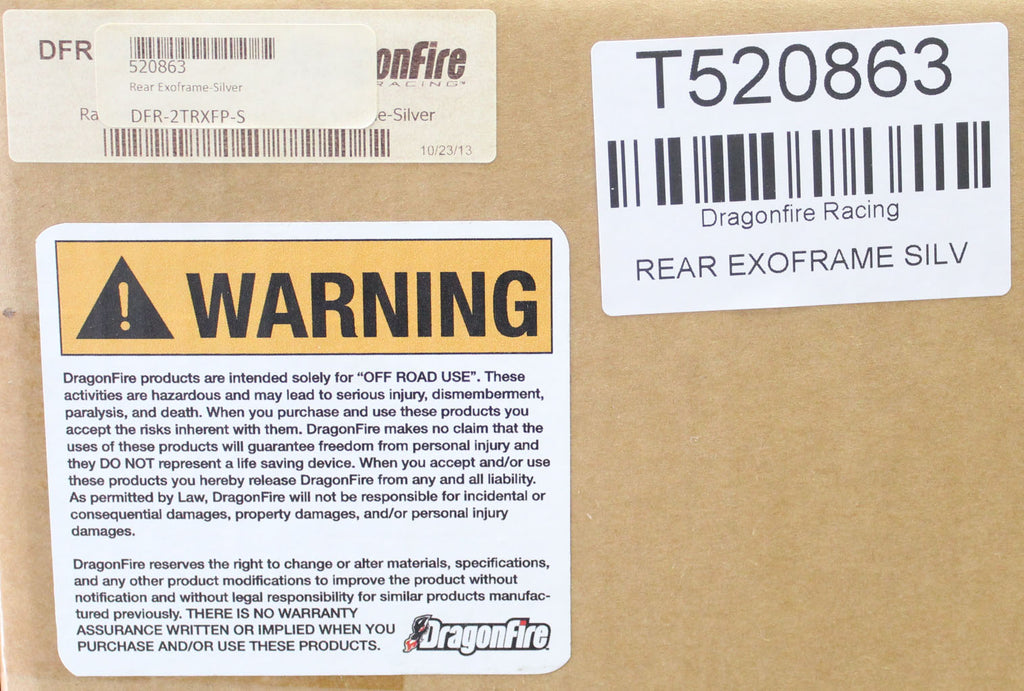 DFR
520863
Rear Exoframe-Silver
DFR-2TRXFP-S
onFire
RACING
Ra
e-Silver
10/23/13
T520863
Dragonfire Racing
REAR EXOFRAME SILV
WARNING
DragonFire products are intended solely for “OFF ROAD USE”. These
activities are hazardous and may lead to serious injury, dismemberment,
paralysis, and death. When you purchase and use these products you
accept the risks inherent with them. DragonFire makes no claim that the
uses of these products will guarantee freedom from personal injury and
they DO NOT represent a life saving device. When you accept and/or use
these products you hereby release DragonFire from any and all liability.
As permitted by Law, DragonFire will not be responsible for incidental or
consequential damages, property damages, and/or personal injury
damages.
DragonFire reserves the right to change or alter materials, specifications,
and any other product modifications to improve the product without
notification and without legal responsibility for similar products manufac-
tured previously. THERE IS NO WARRANTY
ASSURANCE WRITTEN OR IMPLIED WHEN YOU
PURCHASE AND/OR USE THESE PRODUCTS.
DragonFire